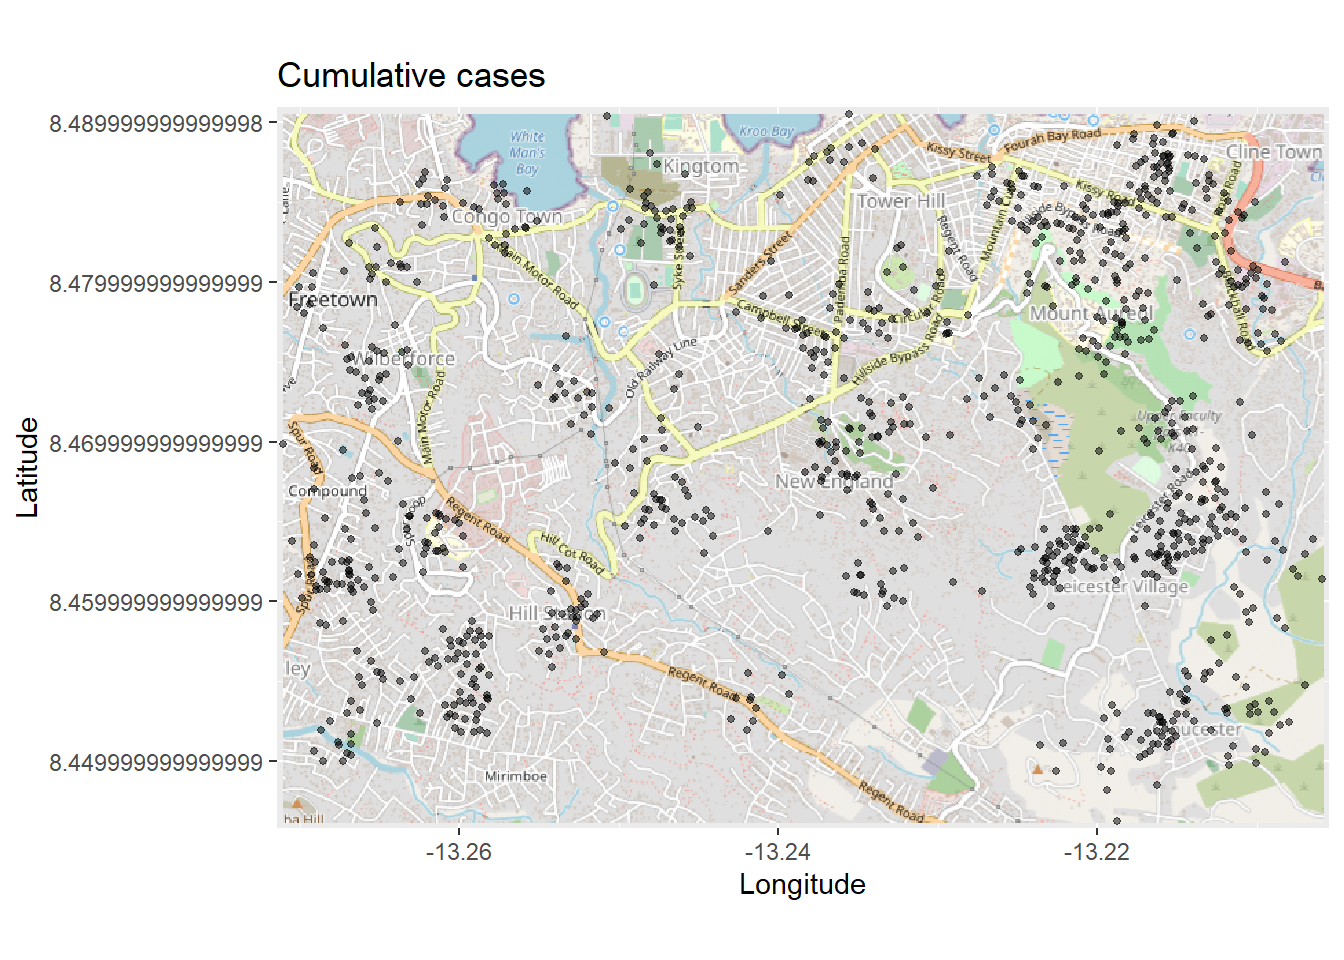 Cumulative cases
8.489999999999998
8.479999999999999
8.469999999999999
8.459999999999999
8.449999999999999
Latitude
-13.26
-13.24
-13.22
Longitude
White
Man's
Bay
Kroo Bay
Kingtom
Kissy Street
Fourah Bay Road
Cline Town
Congo Town
Tower Hill
Kissy Road
Mountain Cut
Regent Road
Main Motor Road
Syke Street
Sanders Street
Pademba Road
Freetown
Campbell Street
Circular Road
Mount Aureol
Wilberforce
Old Railway Line
Hillside Bypass Road
Main Motor Road
Spur Road
Compound
New England
Leicester Road
Spur Loop
Regent Road
Hill Cot Road
Leicester Village
Hill Station
ley
Regent Road
Mirimboe
Regent Road
ba Hill